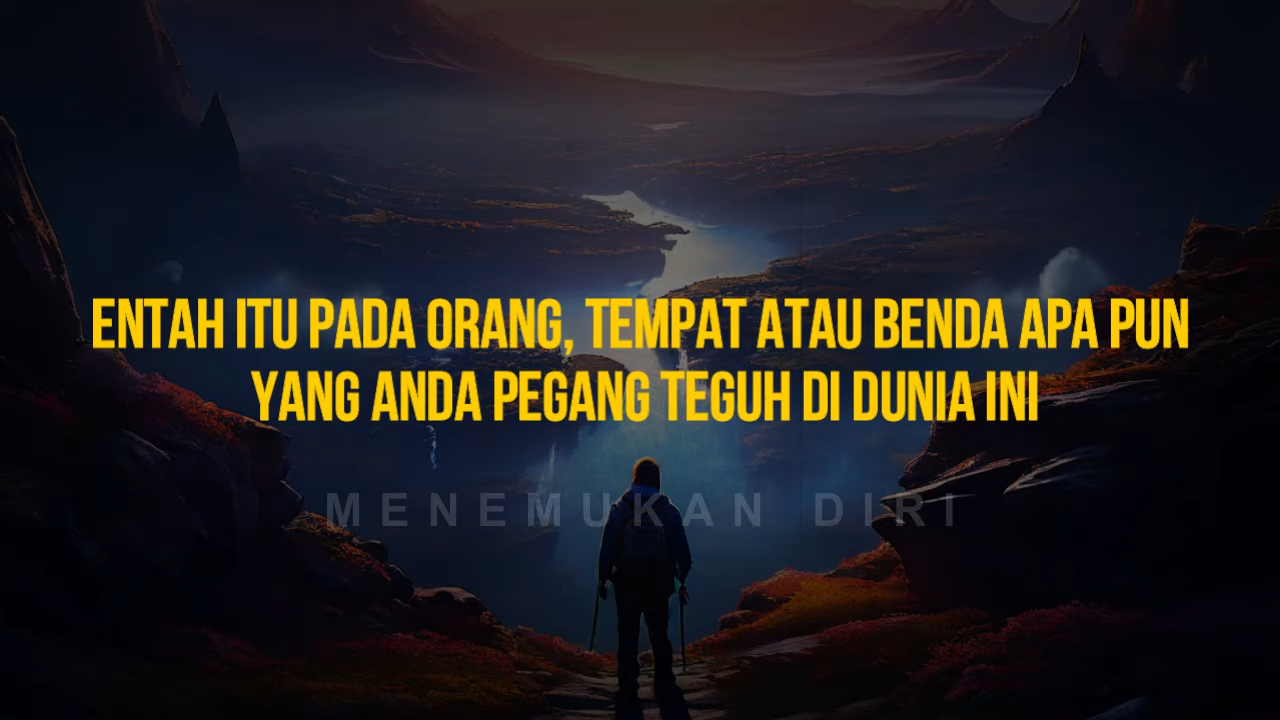 ENTAH ITU PADA ORANG, TEMPAT ATAU BENDA APA PUN
YANG ANDA PEGANG TEGUH DI DUNIA INI
MENEMUKAN DIRI